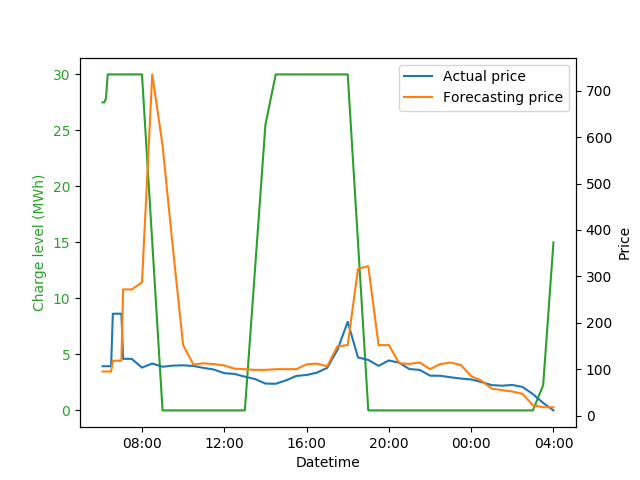 Actual price
Forecasting price
Charge level (MWh)
30
25
20
15
10
5
0
700
600
500
400
300
200
100
0
Price
08:00 12:00 16:00 20:00 00:00 04:00
Datetime